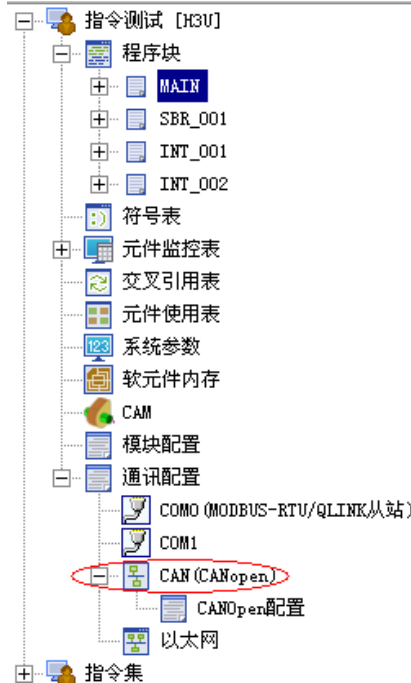 指令测试 [H3U]
程序块
MAIN
SBR_001
INT_001
INT_002
符号表
元件监控表
交叉引用表
元件使用表
123
系统参数
软元件内存
CAM
模块配置
通讯配置
COM0(MODBUS-RTU/QLINK从站)
COM1
CAN(CANopen)
CANOpen配置
以太网
指令集